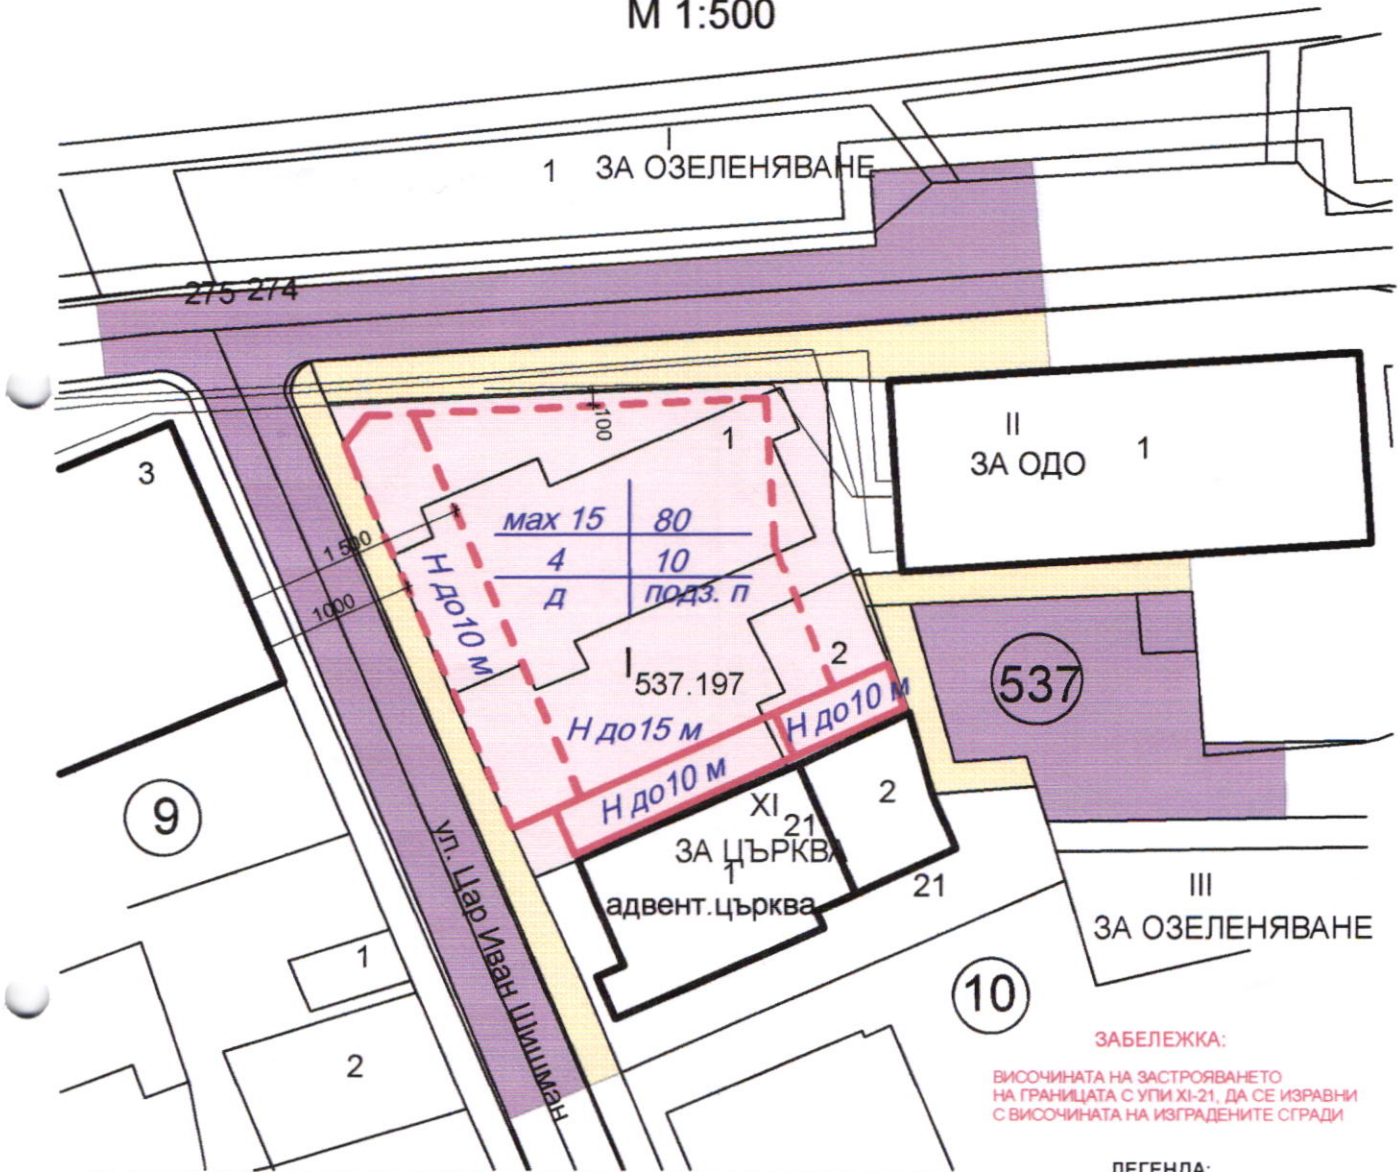 М 1:500
I
1 ЗА ОЗЕЛЕНЯВАНЕ
275 274
3
100
1
II
ЗА ОДО 1
мах 15 80
4 10
д подз. п
1 500
1000
Н до10 м
2
I
537.197
537
Н до15 м
Н до10 м
Н до10 м
9
XI
21
2
ЗА ЦЪРКВА
1
адвент.църква
21
ул. Цар Иван Шишман
III
ЗА ОЗЕЛЕНЯВАНЕ
1
10
2
ЗАБЕЛЕЖКА:
ВИСОЧИНАТА НА ЗАСТРОЯВАНЕТО
НА ГРАНИЦАТА С УПИ XI-21, ДА СЕ ИЗРАВНИ
С ВИСОЧИНАТА НА ИЗГРАДЕНИТЕ СГРАДИ
ЛЕГЕНДА: